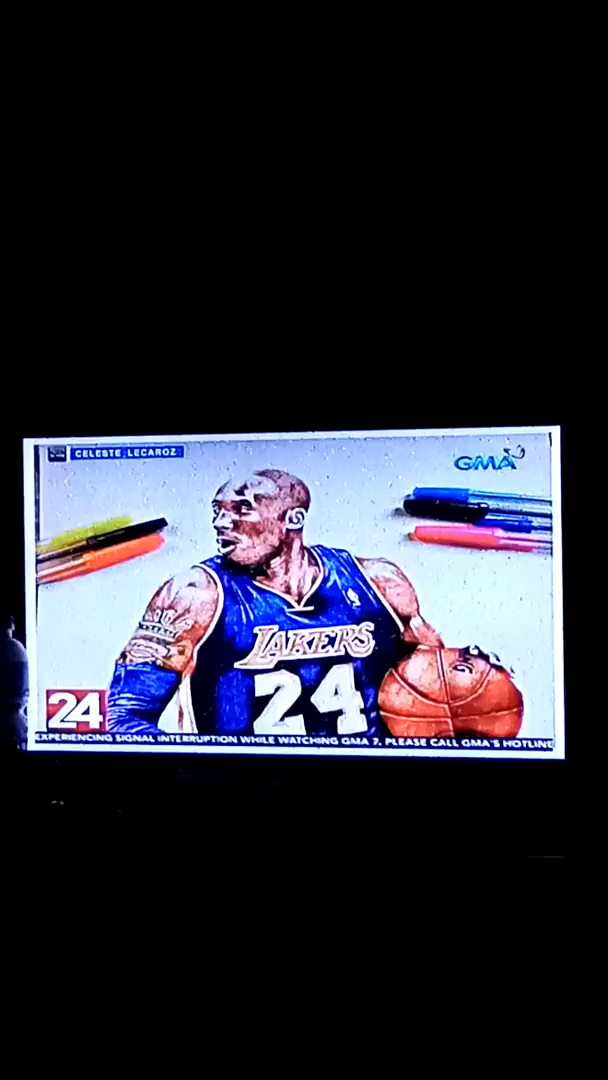 CELESTE LECAROZ
GMA
LAKERS
24
24
EXPERIENCING SIGNAL INTERRUPTION WHILE WATCHING GMA 7, PLEASE CALL GMA'S HOTLINE